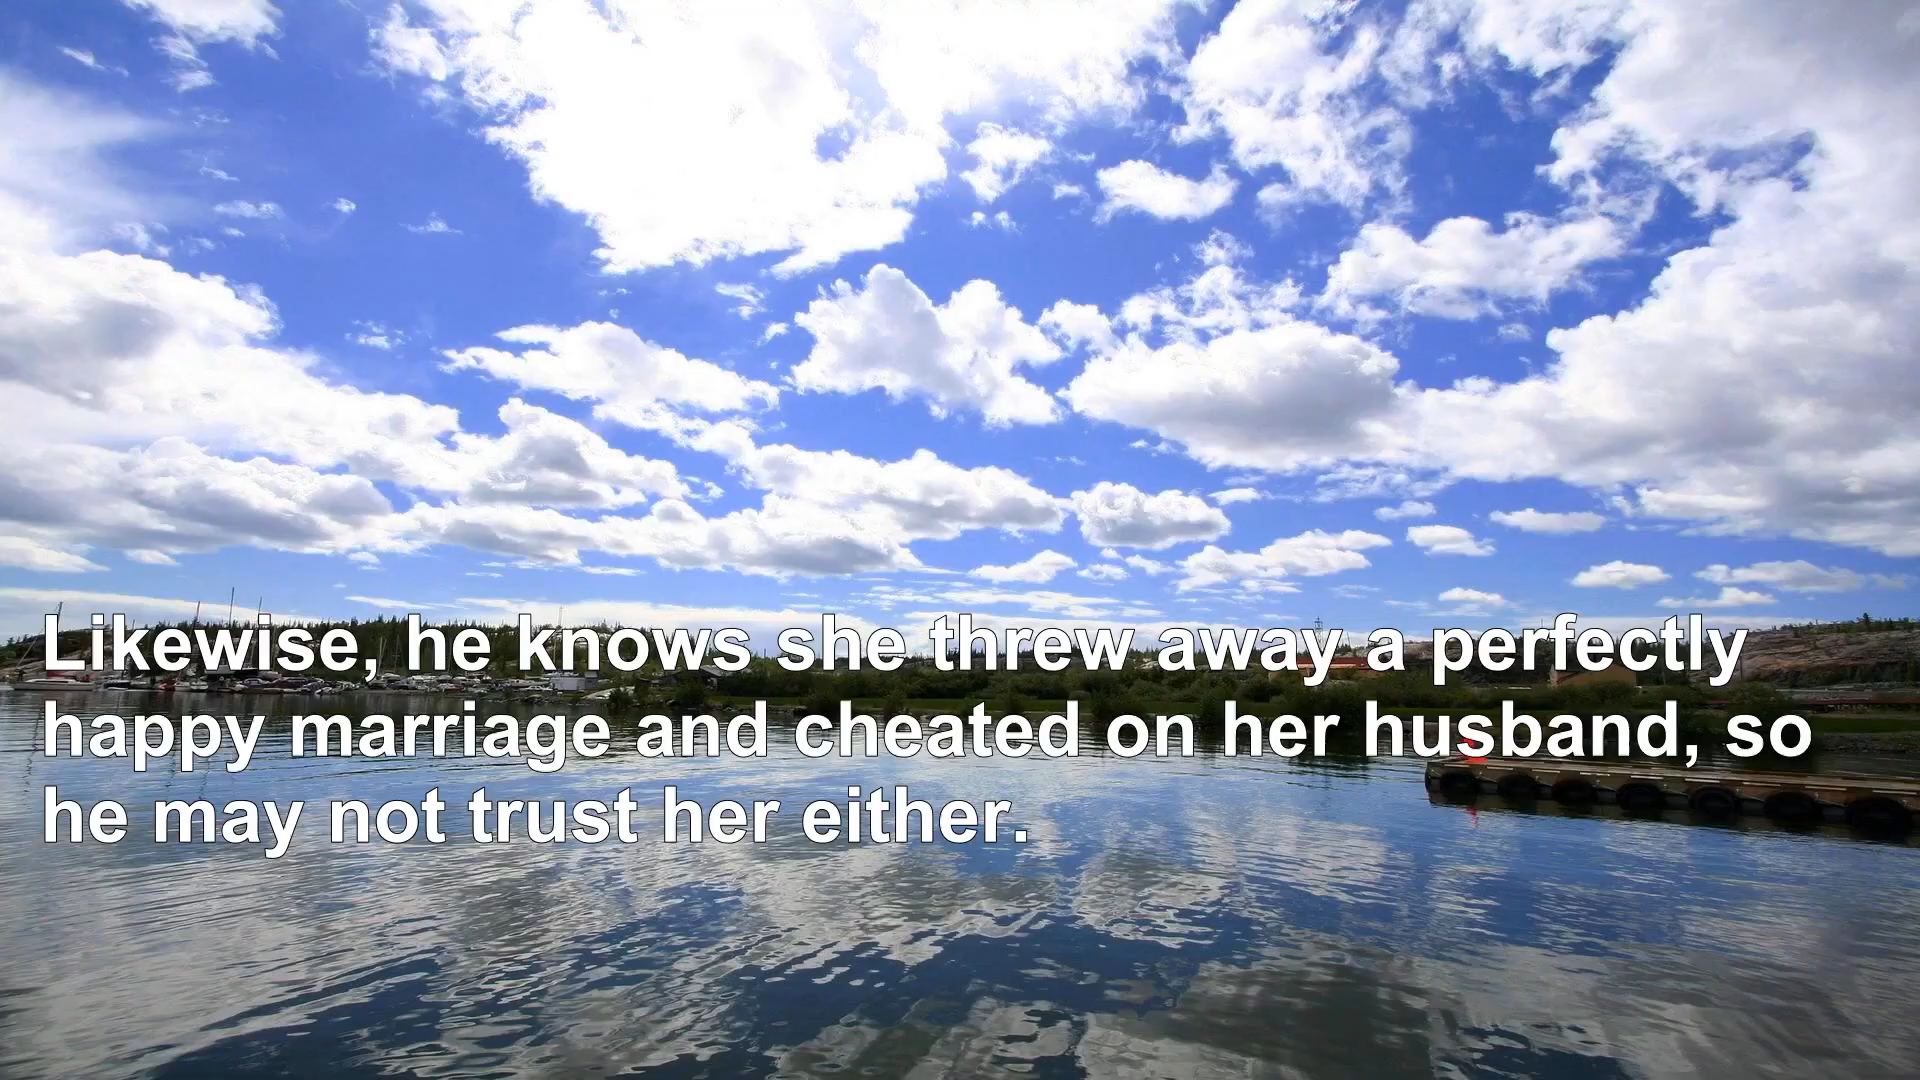 Likewise, he knows she threw away a perfectly
happy marriage and cheated on her husband, so
he may not trust her either.